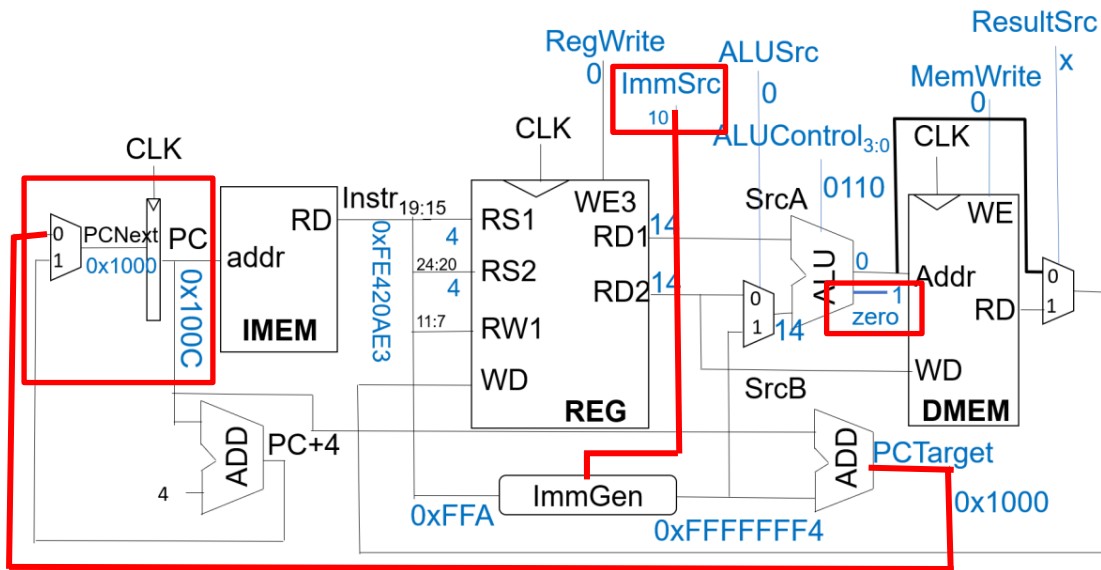 ResultSrc
x
RegWrite
0
ImmSrc
10
ALUSrc
0
MemWrite
0
CLK
CLK
ALUControl3:0
0110
CLK
0
1
PCNext
0x1000
PC
0x100C
RD
addr
IMEM
Instr
0xFE420AE3
19:15
4
24:20
4
11:7
RS1
RS2
RW1
WD
WE3
RD1
RD2
REG
14
14
SrcA
0
1
14
SrcB
ALU
0
1
zero
WE
Addr
RD
WD
DMEM
0
1
ADD
4
PC+4
ImmGen
0xFFA
0xFFFFFFF4
ADD
PCTarget
0x1000